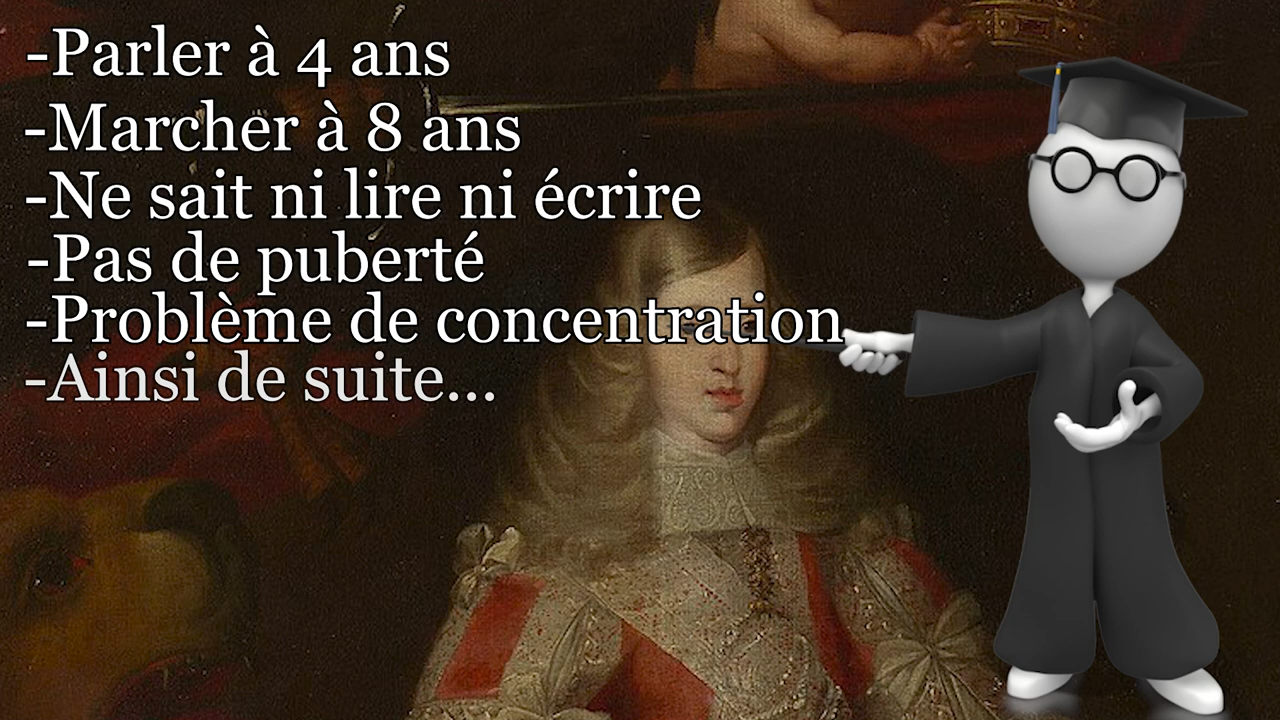 -Parler à 4 ans
-Marcher à 8 ans
-Ne sait ni lire ni écrire
-Pas de puberté
-Problème de concentration
-Ainsi de suite...